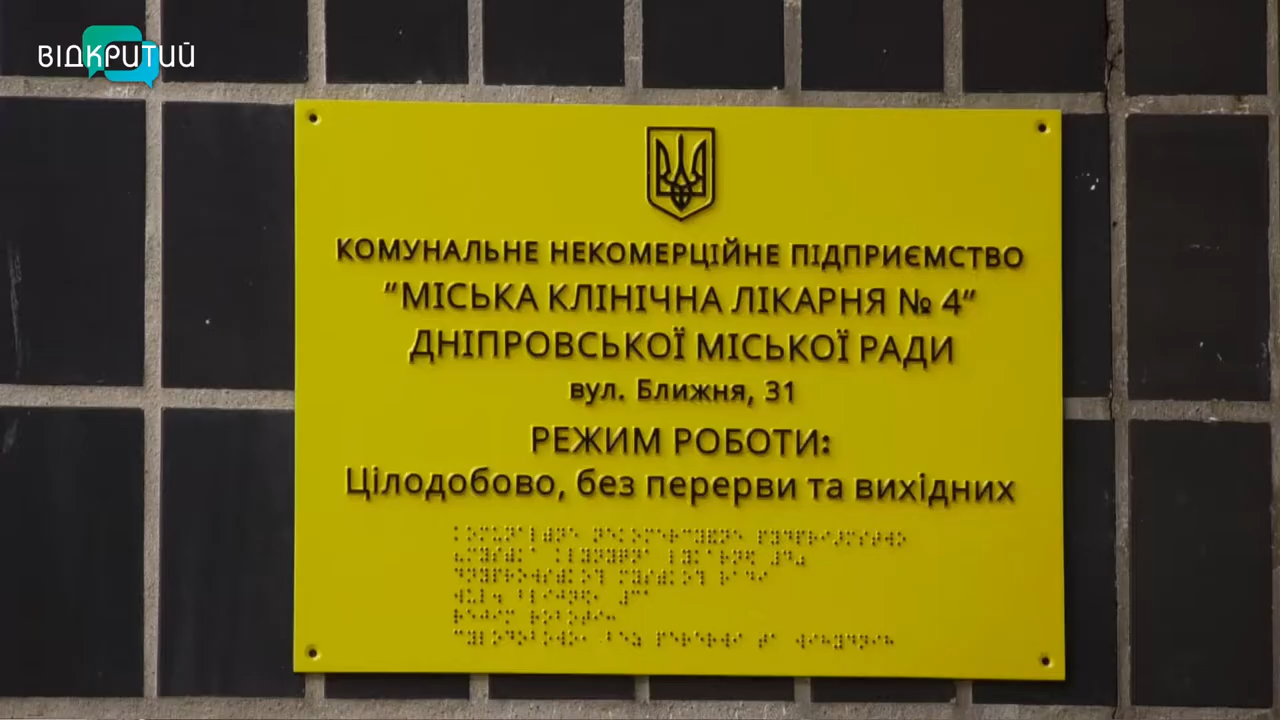 ВІДКРИТИЙ
КОМУНАЛЬНЕ НЕКОМЕРЦІЙНЕ ПІДПРИЄМСТВО
"МІСЬКА КЛІНІЧНА ЛІКАРНЯ № 4"
ДНІПРОВСЬКОЇ МІСЬКОЇ РАДИ
вул. Ближня, 31
РЕЖИМ РОБОТИ:
Цілодобово, без перерви та вихідних